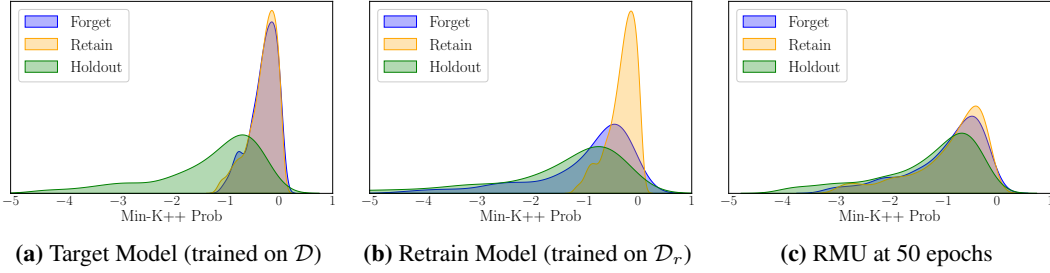 Forget
Retain
Holdout
−5 −4 −3 −2 −1 0 1
Min-K++ Prob
(a) Target Model (trained on 𝒟)
Forget
Retain
Holdout
−5 −4 −3 −2 −1 0 1
Min-K++ Prob
(b) Retrain Model (trained on 𝒟ᵣ)
Forget
Retain
Holdout
−5 −4 −3 −2 −1 0 1
Min-K++ Prob
(c) RMU at 50 epochs